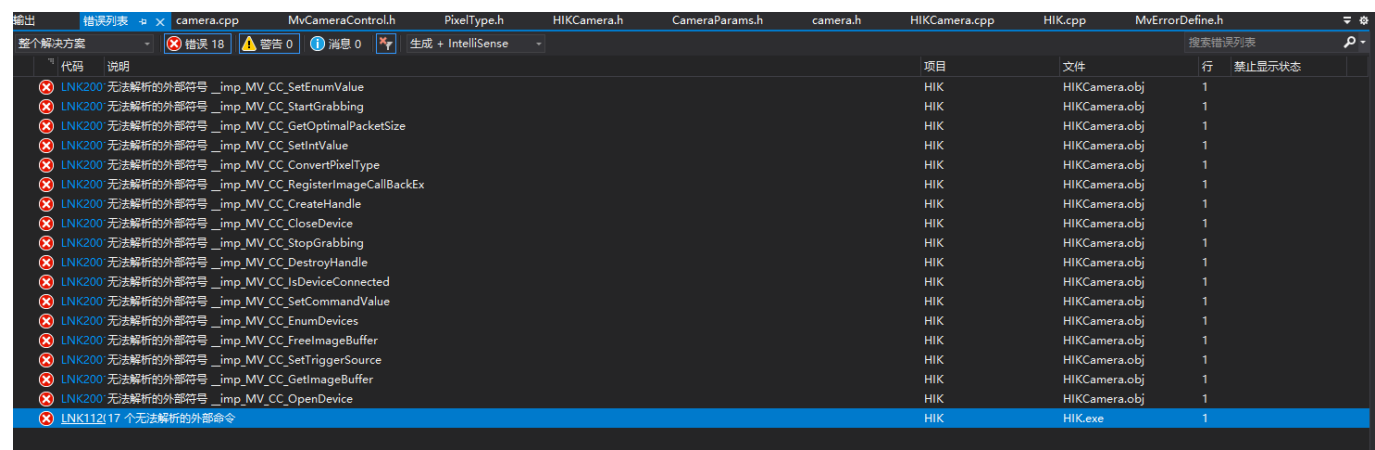 输出 错误列表 camera.cpp MvCameraControl.h PixelType.h HIKCamera.h CameraParams.h camera.h HIKCamera.cpp HIK.cpp MvErrorDefine.h
整个解决方案 错误 18 警告 0 消息 0 生成 + IntelliSense 搜索错误列表
代码 说明 项目 文件 行 禁止显示状态
LNK200 无法解析的外部符号 __imp_MV_CC_SetEnumValue HIK HIKCamera.obj 1
LNK200 无法解析的外部符号 __imp_MV_CC_StartGrabbing HIK HIKCamera.obj 1
LNK200 无法解析的外部符号 __imp_MV_CC_GetOptimalPacketSize HIK HIKCamera.obj 1
LNK200 无法解析的外部符号 __imp_MV_CC_SetIntValue HIK HIKCamera.obj 1
LNK200 无法解析的外部符号 __imp_MV_CC_ConvertPixelType HIK HIKCamera.obj 1
LNK200 无法解析的外部符号 __imp_MV_CC_RegisterImageCallBackEx HIK HIKCamera.obj 1
LNK200 无法解析的外部符号 __imp_MV_CC_CreateHandle HIK HIKCamera.obj 1
LNK200 无法解析的外部符号 __imp_MV_CC_CloseDevice HIK HIKCamera.obj 1
LNK200 无法解析的外部符号 __imp_MV_CC_StopGrabbing HIK HIKCamera.obj 1
LNK200 无法解析的外部符号 __imp_MV_CC_DestroyHandle HIK HIKCamera.obj 1
LNK200 无法解析的外部符号 __imp_MV_CC_IsDeviceConnected HIK HIKCamera.obj 1
LNK200 无法解析的外部符号 __imp_MV_CC_SetCommandValue HIK HIKCamera.obj 1
LNK200 无法解析的外部符号 __imp_MV_CC_EnumDevices HIK HIKCamera.obj 1
LNK200 无法解析的外部符号 __imp_MV_CC_FreeImageBuffer HIK HIKCamera.obj 1
LNK200 无法解析的外部符号 __imp_MV_CC_SetTriggerSource HIK HIKCamera.obj 1
LNK200 无法解析的外部符号 __imp_MV_CC_GetImageBuffer HIK HIKCamera.obj 1
LNK200 无法解析的外部符号 __imp_MV_CC_OpenDevice HIK HIKCamera.obj 1
LNK112 17 个无法解析的外部命令 HIK HIK.exe 1